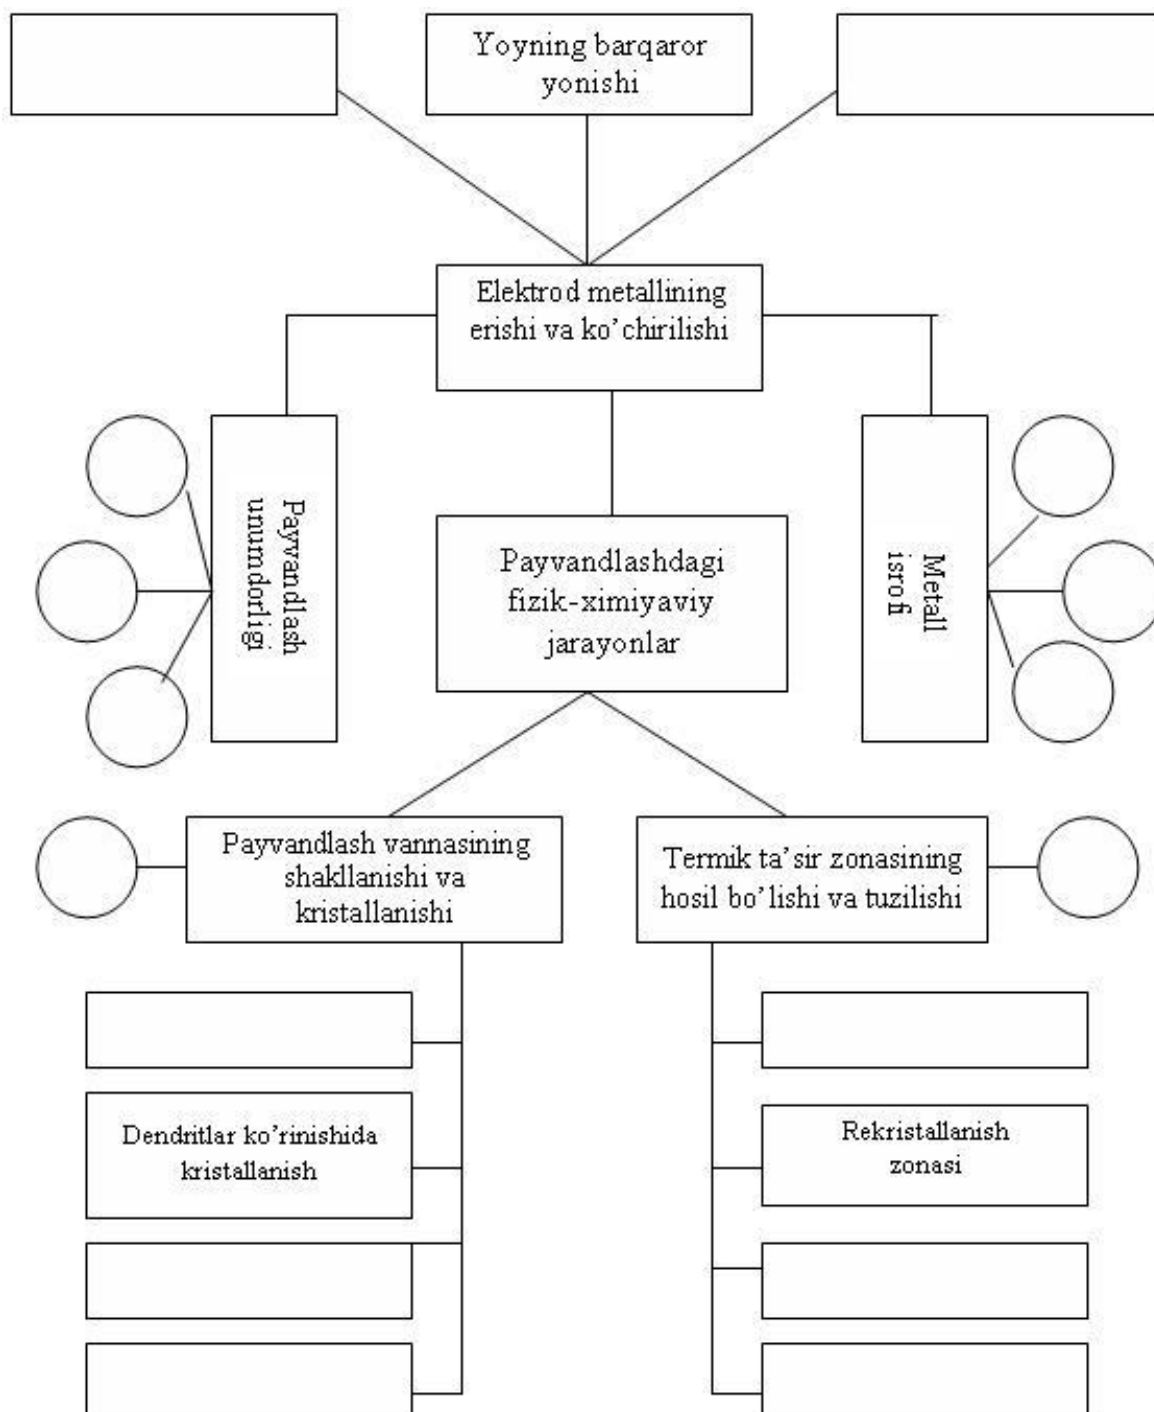 Yoyning barqaror
yonishi
Elektrod metallining
erishi va ko’chirilishi
Payvandlash
unumdorligi
Payvandlashdagi
fizik-ximiyaviy
jarayonlar
Metall
isrofi
Payvandlash vannasining
shakllanishi va
kristallanishi
Termik ta’sir zonasining
hosil bo’lishi va tuzilishi
Dendritlar ko’rinishida
kristallanish
Rekristallanish
zonasi